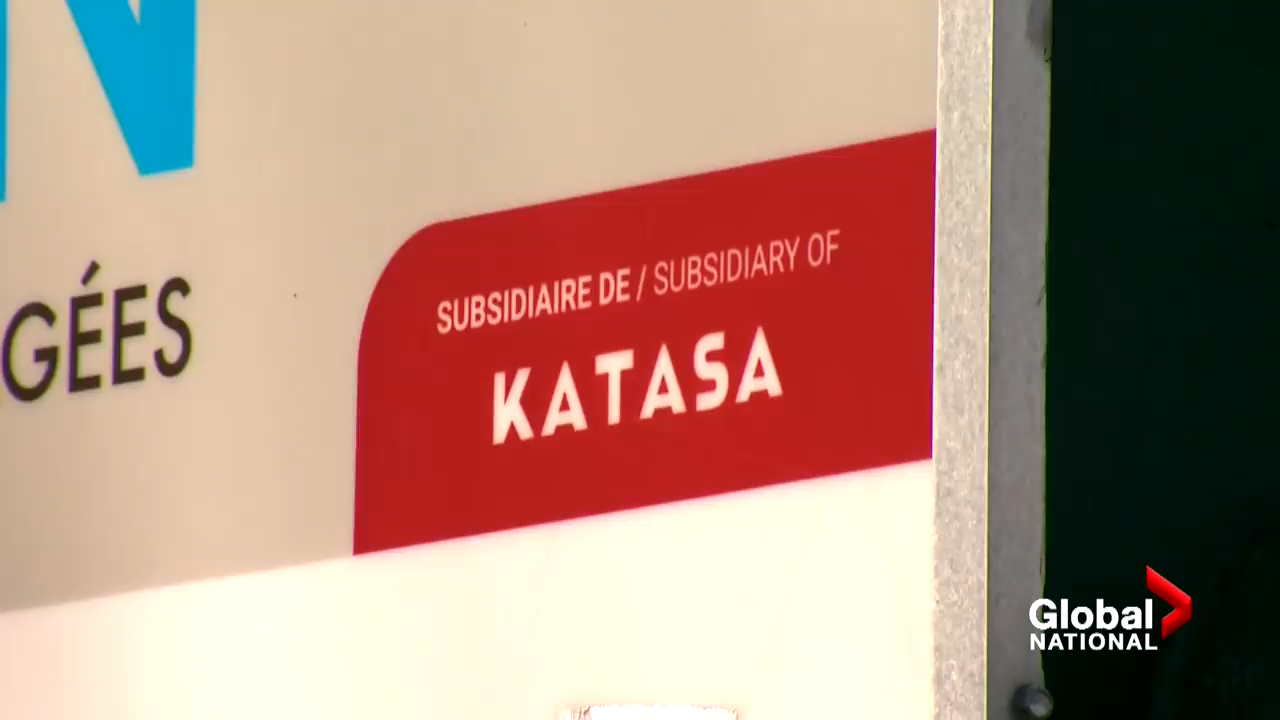 N
GÉES
SUBSIDIAIRE DE / SUBSIDIARY OF
KATASA
Global
NATIONAL